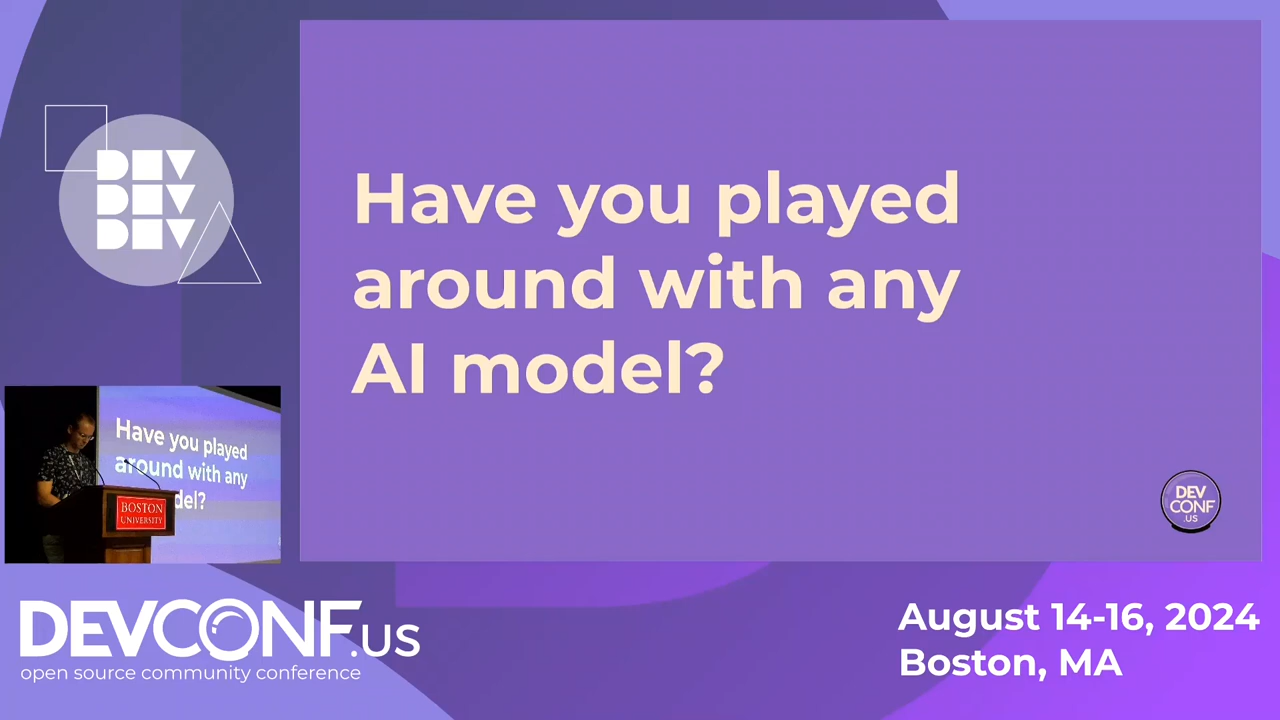 DEV
DEV
DEV
Have you played
around with any
AI model?
Have you played
around with any
del?
BOSTON
UNIVERSITY
DEV
CONF
.US
DEVCONF.US
open source community conference
August 14-16, 2024
Boston, MA